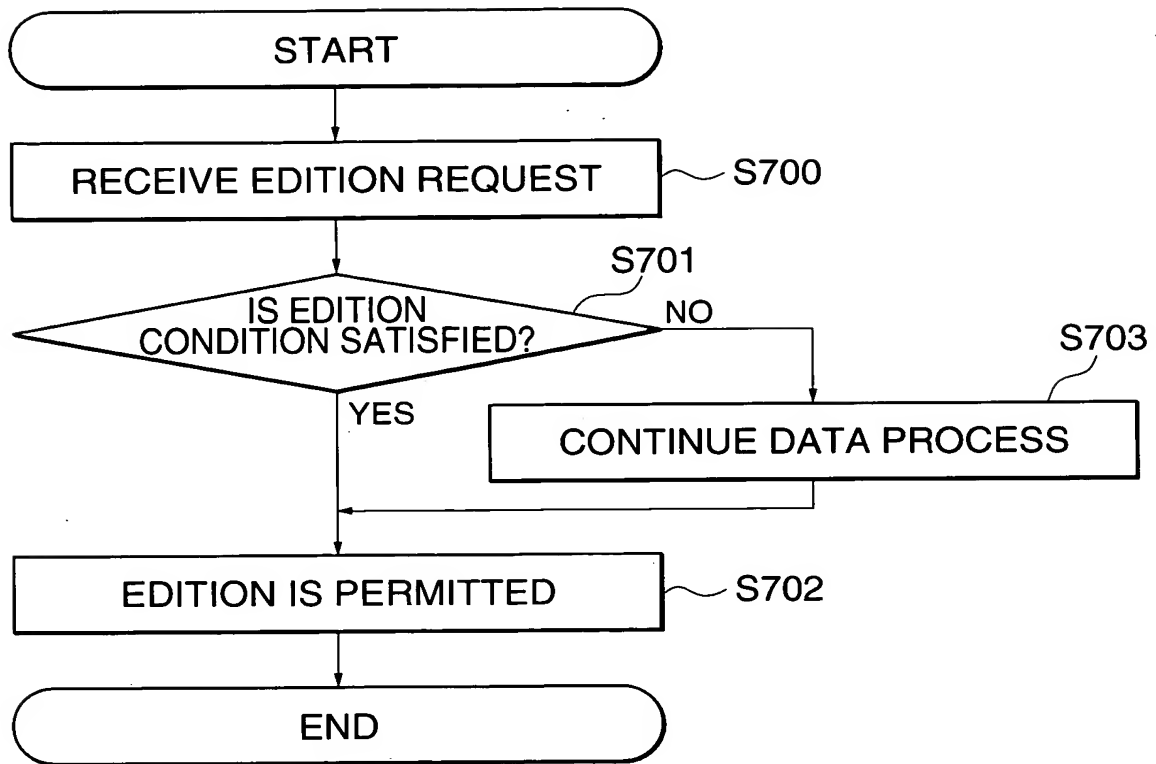 START
RECEIVE EDITION REQUEST
S700
S701
IS EDITION
CONDITION SATISFIED?
NO
YES
S703
CONTINUE DATA PROCESS
EDITION IS PERMITTED
S702
END